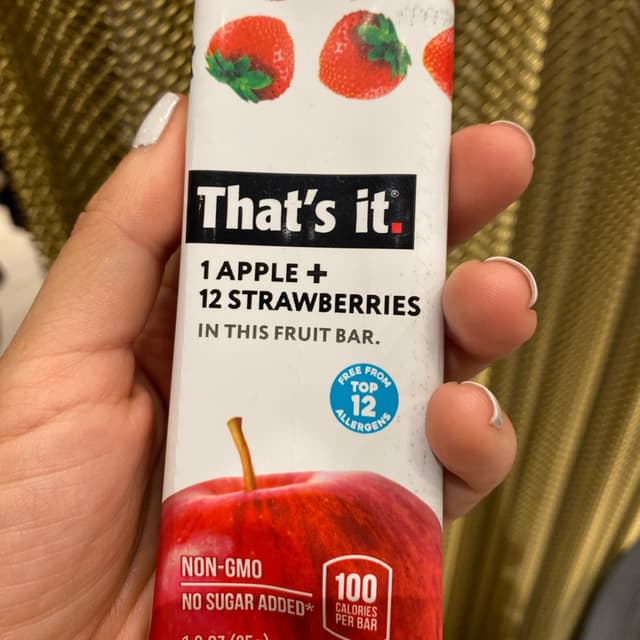 That's it.®
1 APPLE +
12 STRAWBERRIES
IN THIS FRUIT BAR.
FREE FROM
TOP
12
ALLERGENS
NON-GMO
NO SUGAR ADDED*
100
CALORIES
PER BAR